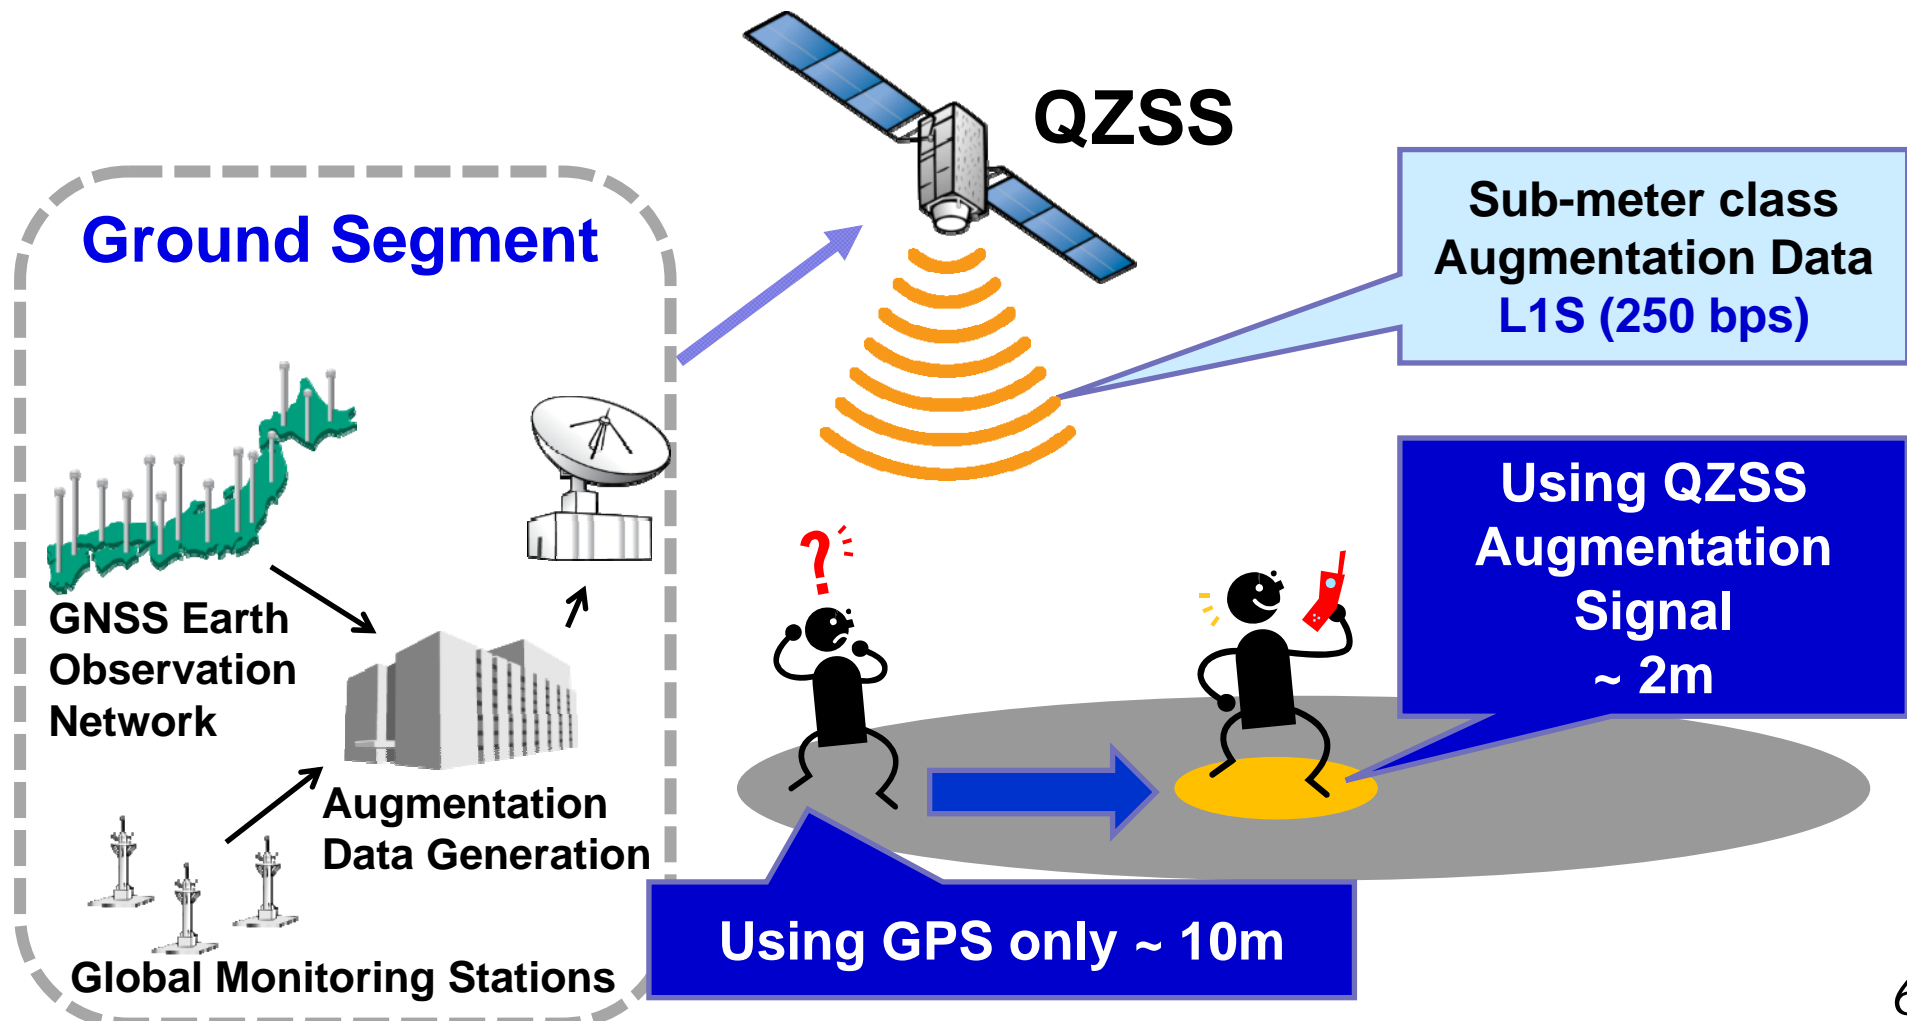 QZSS
Ground Segment
Sub-meter class
Augmentation Data
L1S (250 bps)
GNSS Earth
Observation
Network
Augmentation
Data Generation
Global Monitoring Stations
?
Using QZSS
Augmentation
Signal
~ 2m
Using GPS only ~ 10m